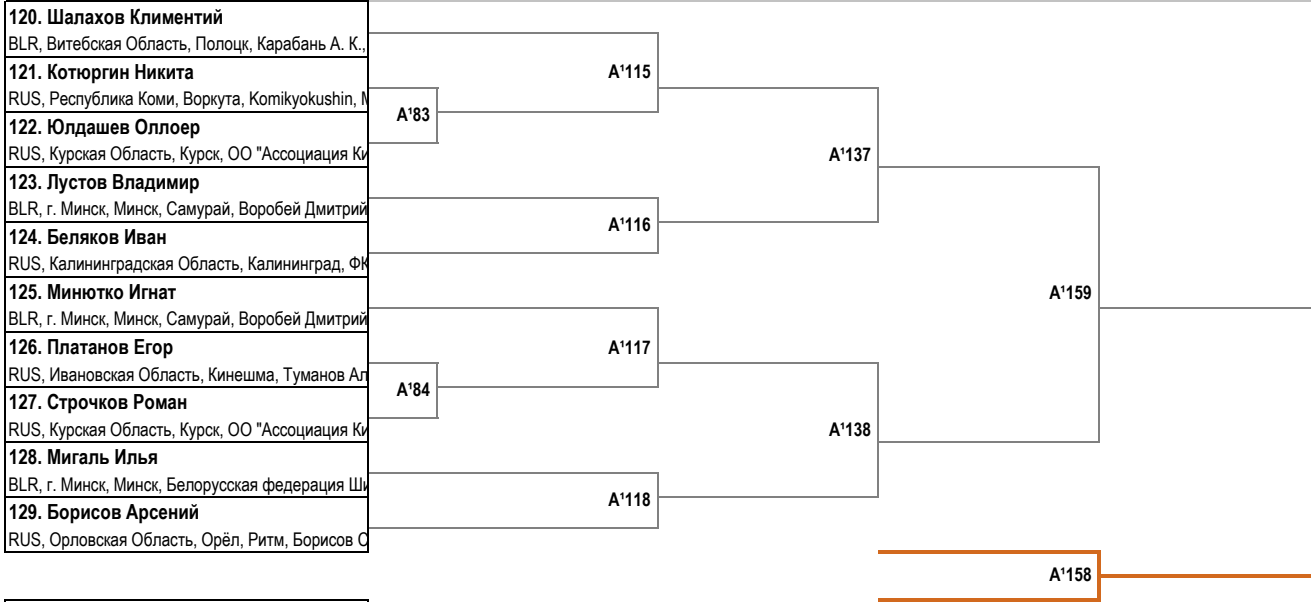 120. Шалахов Климентий
BLR, Витебская Область, Полоцк, Карабань А. К.,
121. Котюргин Никита
RUS, Республика Коми, Воркута, Komikyokushin,
122. Юлдашев Оллоер
RUS, Курская Область, Курск, ОО "Ассоциация Ки
123. Лустов Владимир
BLR, г. Минск, Минск, Самурай, Воробей Дмитрий
124. Беляков Иван
RUS, Калининградская Область, Калининград, ФК
125. Минютко Игнат
BLR, г. Минск, Минск, Самурай, Воробей Дмитрий
126. Платанов Егор
RUS, Ивановская Область, Кинешма, Туманов Ал
127. Строчков Роман
RUS, Курская Область, Курск, ОО "Ассоциация Ки
128. Мигаль Илья
BLR, г. Минск, Минск, Белорусская федерация Ши
129. Борисов Арсений
RUS, Орловская Область, Орёл, Ритм, Борисов С
A¹83
A¹84
A¹115
A¹116
A¹117
A¹118
A¹137
A¹138
A¹159
A¹158